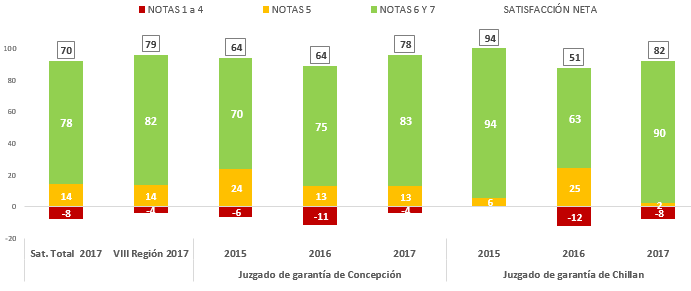 NOTAS 1 a 4 NOTAS 5 NOTAS 6 Y 7 SATISFACCIÓN NETA
70 79 64 64 78 94 51 82
100
80
60
40
20
0
-20
78 82 70 75 83 94 63 90
14 14 24 13 13 6 25 2
-8 -4 -6 -11 -4 -12 -8
Sat. Total 2017 VIII Región 2017 2015 2016 2017 2015 2016 2017
Juzgado de garantía de Concepción Juzgado de garantía de Chillan